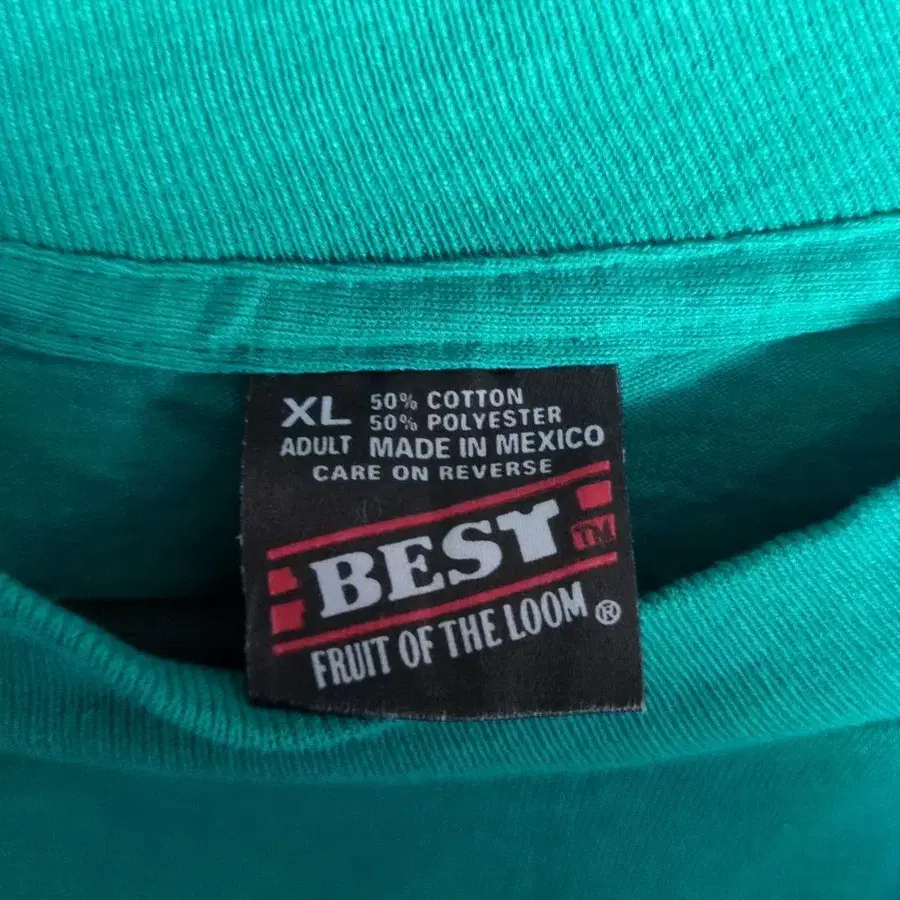 XL 50% COTTON
50% POLYESTER
ADULT MADE IN MEXICO
CARE ON REVERSE
BEST TM
FRUIT OF THE LOOM ®